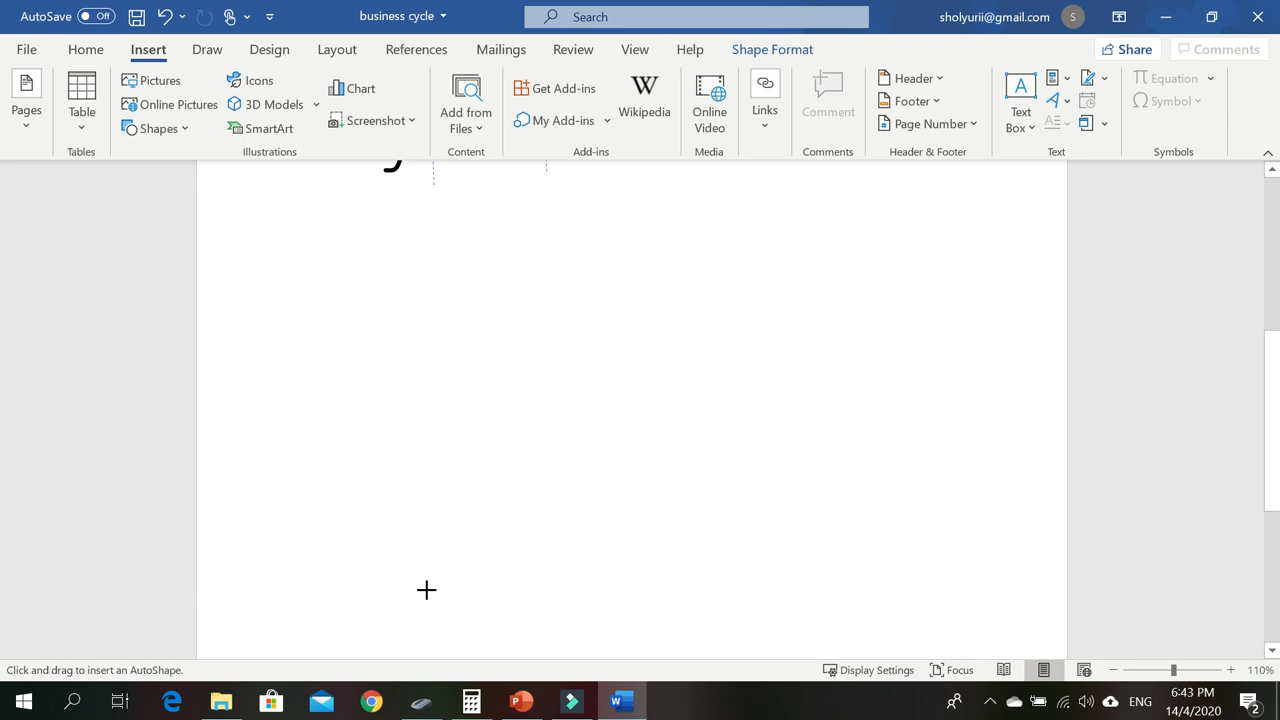 AutoSave Off business cycle Search sholyurii@gmail.com S
File Home Insert Draw Design Layout References Mailings Review View Help Shape Format Share Comments
Pages Table Pictures Online Pictures Shapes Icons 3D Models SmartArt Chart Screenshot Add from Files Get Add-ins My Add-ins Wikipedia Online Video Links Comment Header Footer Page Number Text Box Equation Symbol
Tables Illustrations Content Add-ins Media Comments Header & Footer Text Symbols
y
Click and drag to insert an AutoShape. Display Settings Focus 110%
ENG 6:43 PM
14/4/2020 2